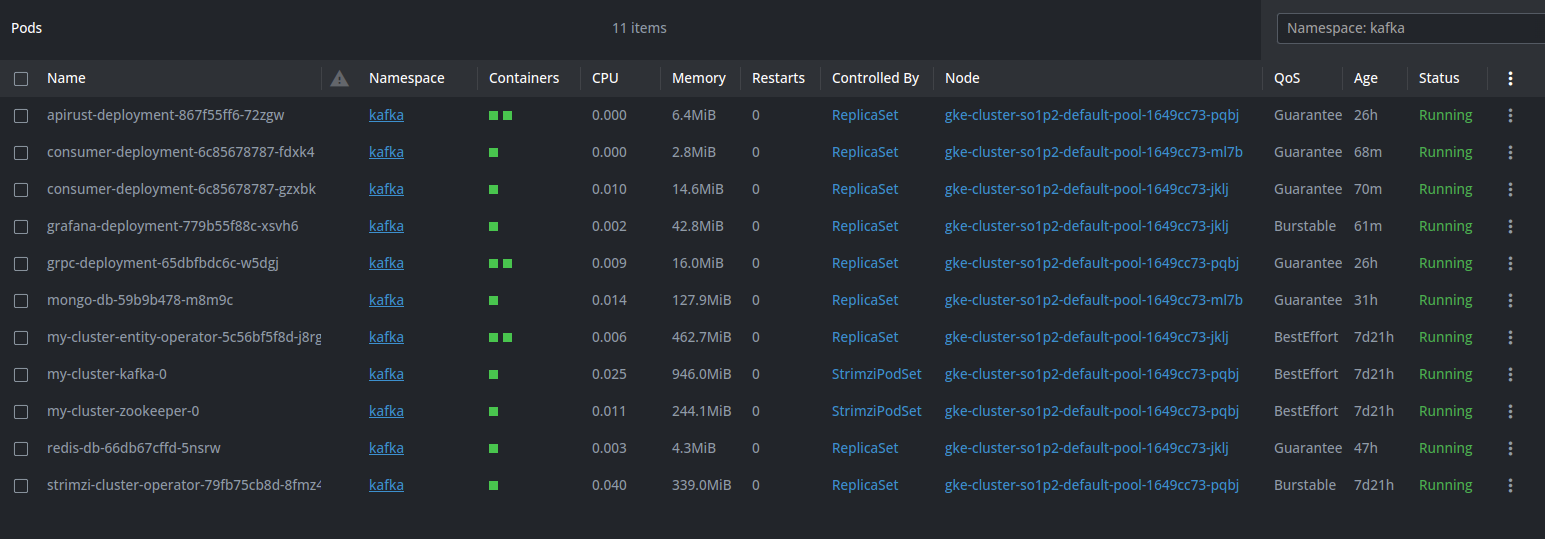 Pods 11 items Namespace: kafka
Name Namespace Containers CPU Memory Restarts Controlled By Node QoS Age Status
apirust-deployment-867f55ff6-72zgw kafka 0.000 6.4MiB 0 ReplicaSet gke-cluster-so1p2-default-pool-1649cc73-pqbj Guarantee 26h Running
consumer-deployment-6c85678787-fdxk4 kafka 0.000 2.8MiB 0 ReplicaSet gke-cluster-so1p2-default-pool-1649cc73-ml7b Guarantee 68m Running
consumer-deployment-6c85678787-gzxbk kafka 0.010 14.6MiB 0 ReplicaSet gke-cluster-so1p2-default-pool-1649cc73-jklj Guarantee 70m Running
grafana-deployment-779b55f88c-xsvh6 kafka 0.002 42.8MiB 0 ReplicaSet gke-cluster-so1p2-default-pool-1649cc73-jklj Burstable 61m Running
grpc-deployment-65dbfbdc6c-w5dgj kafka 0.009 16.0MiB 0 ReplicaSet gke-cluster-so1p2-default-pool-1649cc73-pqbj Guarantee 26h Running
mongo-db-59b9b478-m8m9c kafka 0.014 127.9MiB 0 ReplicaSet gke-cluster-so1p2-default-pool-1649cc73-ml7b Guarantee 31h Running
my-cluster-entity-operator-5c56bf5f8d-j8rg kafka 0.006 462.7MiB 0 ReplicaSet gke-cluster-so1p2-default-pool-1649cc73-jklj BestEffort 7d21h Running
my-cluster-kafka-0 kafka 0.025 946.0MiB 0 StrimziPodSet gke-cluster-so1p2-default-pool-1649cc73-pqbj BestEffort 7d21h Running
my-cluster-zookeeper-0 kafka 0.011 244.1MiB 0 StrimziPodSet gke-cluster-so1p2-default-pool-1649cc73-pqbj BestEffort 7d21h Running
redis-db-66db67cffd-5nsrw kafka 0.003 4.3MiB 0 ReplicaSet gke-cluster-so1p2-default-pool-1649cc73-jklj Guarantee 47h Running
strimzi-cluster-operator-79fb75cb8d-8fmz4 kafka 0.040 339.0MiB 0 ReplicaSet gke-cluster-so1p2-default-pool-1649cc73-pqbj Burstable 7d21h Running